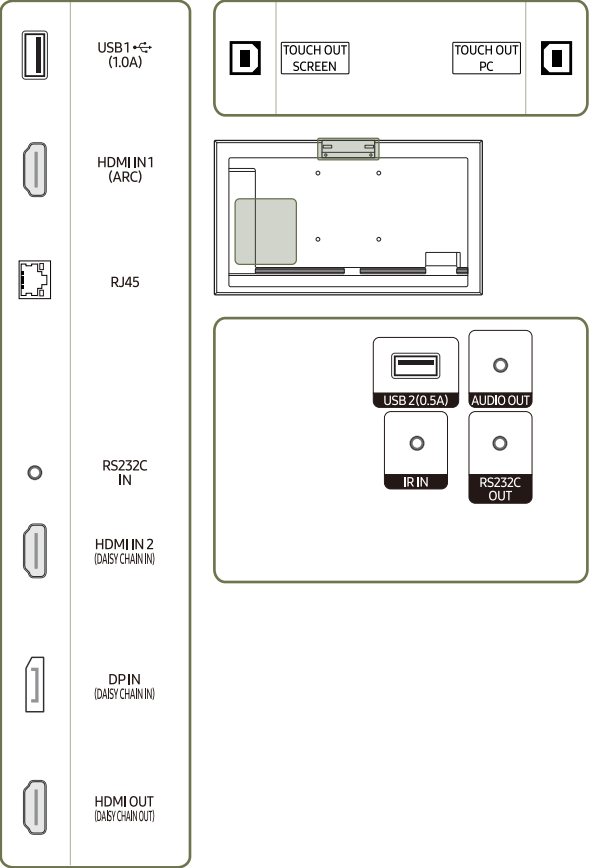 USB1
(1.0A)
HDMI IN1
(ARC)
RJ45
RS232C
IN
HDMI IN 2
(DAISY CHAIN IN)
DP IN
(DAISY CHAIN IN)
HDMI OUT
(DAISY CHAIN OUT)
TOUCH OUT
SCREEN
TOUCH OUT
PC
USB 2(0.5A)
AUDIO OUT
IR IN
RS232C
OUT